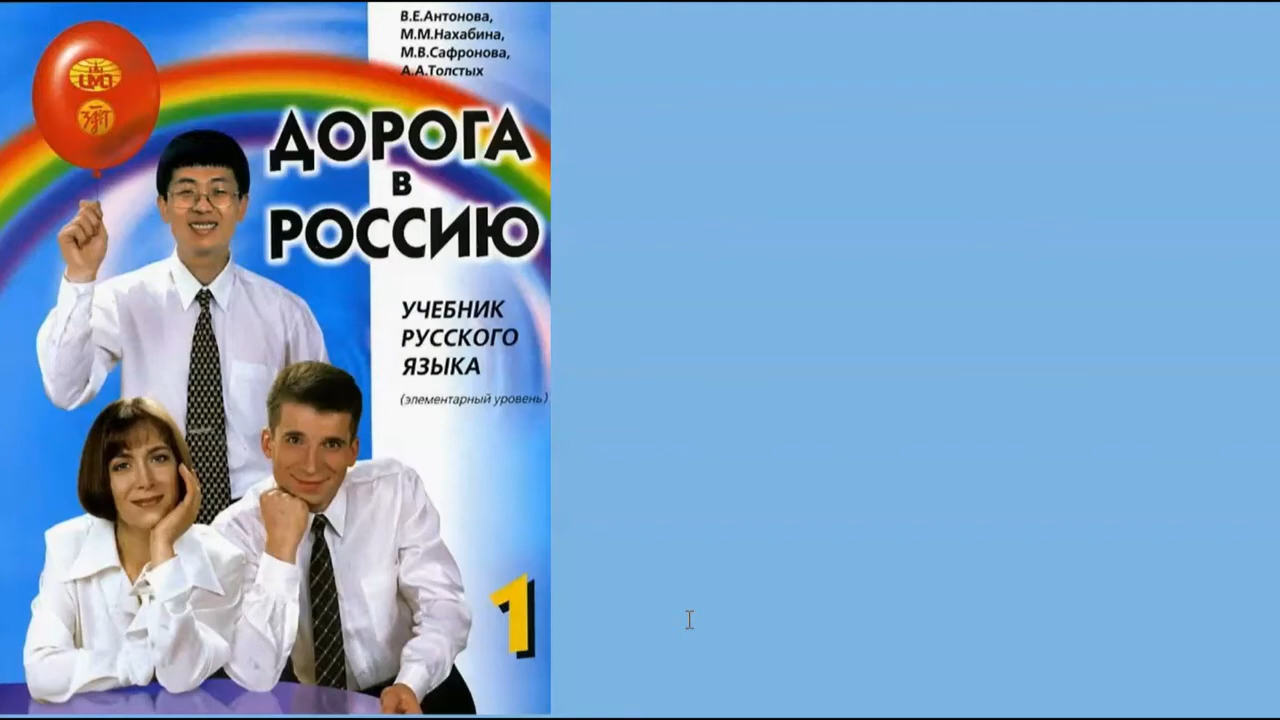 В.Е.Антонова,
М.М.Нахабина,
М.В.Сафронова,
А.А.Толстых
ДОРОГА
В
РОССИЮ
УЧЕБНИК
РУССКОГО
ЯЗЫКА
(элементарный уровень)
1